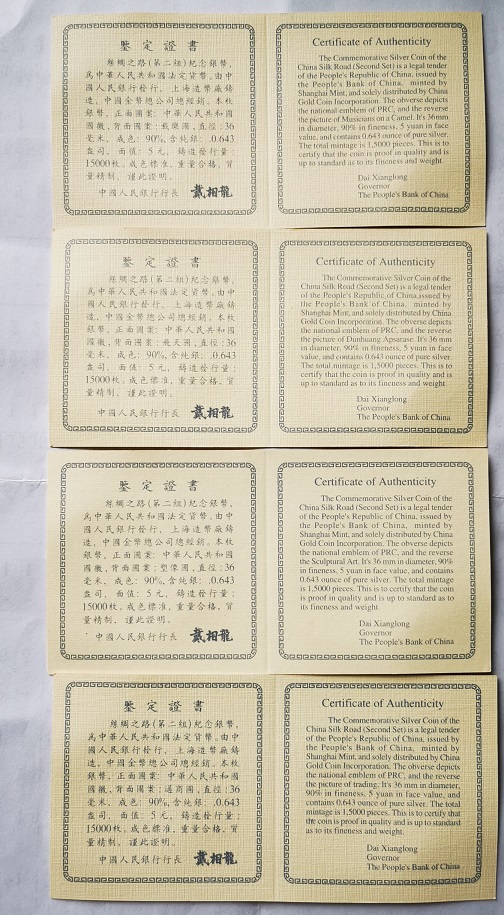 鑒定證書
絲綢之路(第二組)紀念銀幣,
爲中華人民共和國法定貨幣,由中
國人民銀行發行、上海造幣廠鑄
造、中國金幣總公司總經銷。本枚
銀幣,正面圖案:中華人民共和國
國徽,背面圖案:載樂圖,直徑:36
毫米,成色:90%,含純銀:0.643
盎司,面值:5元,鑄造發行量:
15000枚,成色標准,重量合格,質
量精制,謹此證明。
中國人民銀行行長 戴相龍
Certificate of Authenticity
The Commemorative Silver Coin of the
China Silk Road (Second Set) is a legal tender
of the People's Republic of China, issued by
the People's Bank of China, minted by
Shanghai Mint, and solely distributed by China
Gold Coin Incorporation. The obverse depicts
the national emblem of PRC, and the reverse
the picture of Musicians on a Camel. It's 36mm
in diameter, 90% in fineness, 5 yuan in face
value, and contains 0.643 ounce of pure silver.
The total mintage is 1,5000 pieces. This is to
certify that the coin is proof in quality and is
up to standard as to its fineness and weight.
Dai Xianglong
Governor
The People's Bank of China
鑒定證書
絲綢之路(第二組)紀念銀幣,
爲中華人民共和國法定貨幣,由中
國人民銀行發行、上海造幣廠鑄
造、中國金幣總公司總經銷。本枚
銀幣,正面圖案:中華人民共和國
國徽,背面圖案:飛天圖,直徑:36
毫米,成色:90%,含純銀:0.643
盎司,面值:5元,鑄造發行量:
15000枚,成色標准,重量合格,質
量精制,謹此證明。
中國人民銀行行長 戴相龍
Certificate of Authenticity
The Commemorative Silver Coin of the
China Silk Road (Second Set) is a legal tender
of the People's Republic of China,issued by
the People's Bank of China, minted by
Shanghai Mint, and solely distributed by China
Gold Coin Incorporation. The obverse depicts
the national emblem of PRC, and the reverse
the picture of Dunhuang Apsarase. It's 36 mm
in diameter, 90% in fineness, 5 yuan in face
value, and contains 0.643 ounce of pure silver.
The total mintage is 1,5000 pieces. This is to
certify that the coin is proof in quality and is
up to standard as to its fineness and weight.
Dai Xianglong
Governor
The People's Bank of China
鑒定證書
絲綢之路(第二組)紀念銀幣,
爲中華人民共和國法定貨幣,由中
國人民銀行發行、上海造幣廠鑄
造、中國金幣總公司總經銷。本枚
銀幣,正面圖案:中華人民共和國
國徽,背面圖案:塑像圖,直徑:36
毫米,成色:90%,含純銀:0.643
盎司,面值:5元,鑄造發行量:
15000枚,成色標准,重量合格,質
量精制,謹此證明。
中國人民銀行行長 戴相龍
Certificate of Authenticity
The Commemorative Silver Coin of the
China Silk Road (Second Set) is a legal tender
of the People's Republic of China, issued by
the People's Bank of China, minted by
Shanghai Mint, and solely distributed by China
Gold Coin Incorporation. The obverse depicts
the national emblem of PRC, and the reverse
the Sculptural Art. It's 36 mm in diameter, 90%
in fineness, 5 yuan in face value, and contains
0.643 ounce of pure silver. The total mintage
is 1,5000 pieces. This is to certify that the coin
is proof in quality and is up to standard as to
its fineness and weight.
Dai Xianglong
Governor
The People's Bank of China
鑒定證書
絲綢之路(第二組)紀念銀幣,
爲中華人民共和國法定貨幣,由中
國人民銀行發行、上海造幣廠鑄
造、中國金幣總公司總經銷。本枚
銀幣,正面圖案:中華人民共和國
國徽,背面圖案:通商圖,直徑:36
毫米,成色:90%,含純銀:0.643
盎司,面值:5元,鑄造發行量:
15000枚,成色標准,重量合格,質
量精制,謹此證明。
中國人民銀行行長 戴相龍
Certificate of Authenticity
The Commemorative Silver Coin of the
China Silk Road (Second Set) is a legal tender
of the People's Republic of China, issued by
the People's Bank of China, minted by
Shanghai Mint, and solely distributed by China
Gold Coin Incorporation. The obverse depicts
the national emblem of PRC, and the reverse
the picture of trading. It's 36 mm in diameter,
90% in fineness, 5 yuan in face value, and
contains 0.643 ounce of pure silver. The total
mintage is 1,5000 pieces. This is to certify that
the coin is proof in quality and is up to standard
as to its fineness and weight.
Dai Xianglong
Governor
The People's Bank of China